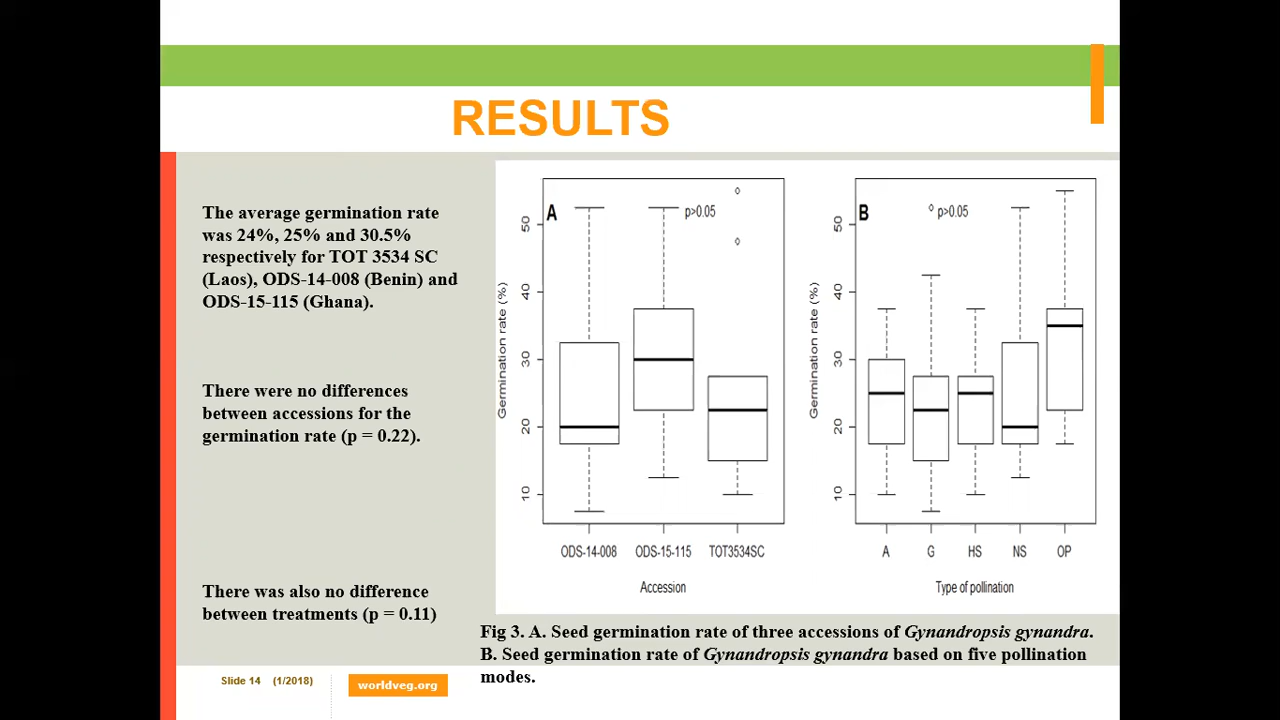 RESULTS
The average germination rate
was 24%, 25% and 30.5%
respectively for TOT 3534 SC
(Laos), ODS-14-008 (Benin) and
ODS-15-115 (Ghana).
There were no differences
between accessions for the
germination rate (p = 0.22).
There was also no difference
between treatments (p = 0.11)
A
p>0.05
Germination rate (%)
50
40
30
20
10
ODS-14-008 ODS-15-115 TOT3534SC
Accession
B
p>0.05
Germination rate (%)
50
40
30
20
10
A G HS NS OP
Type of pollination
Fig 3. A. Seed germination rate of three accessions of Gynandropsis gynandra.
B. Seed germination rate of Gynandropsis gynandra based on five pollination
modes.
Slide 14 (1/2018)
worldveg.org